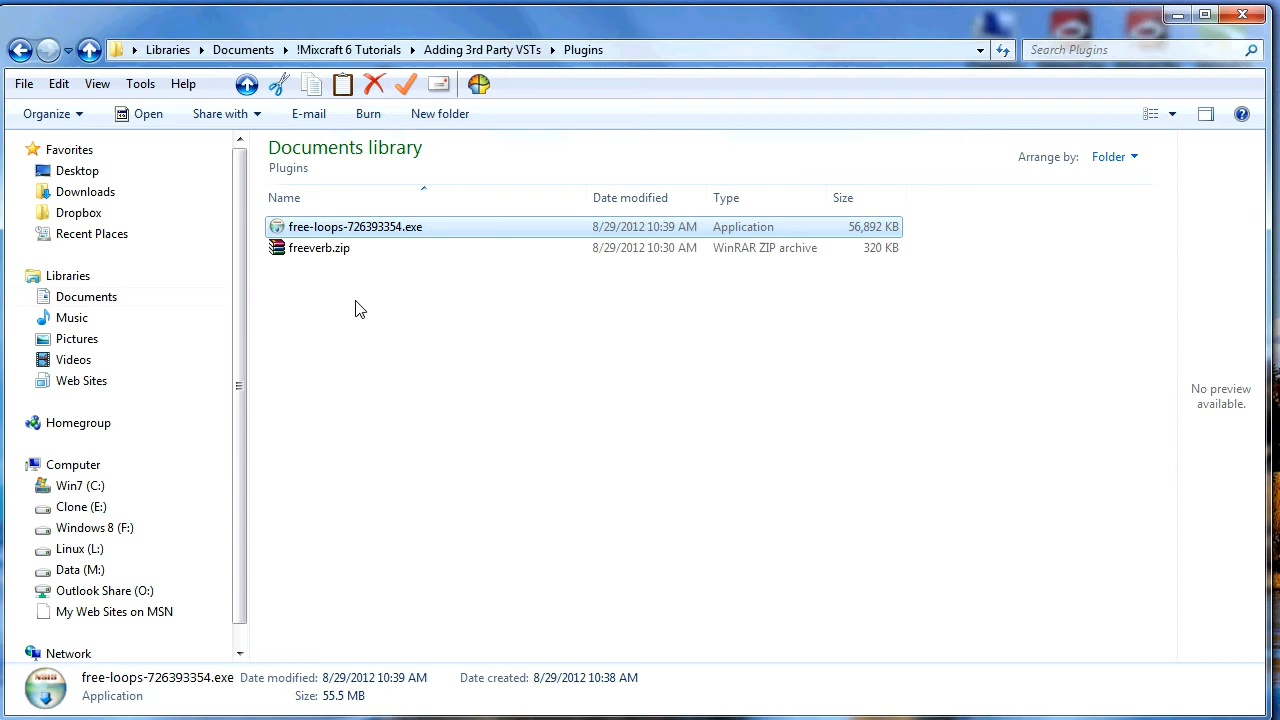 Libraries Documents !Mixcraft 6 Tutorials Adding 3rd Party VSTs Plugins Search Plugins
File Edit View Tools Help
Organize Open Share with E-mail Burn New folder
Favorites
Desktop
Downloads
Dropbox
Recent Places
Libraries
Documents
Music
Pictures
Videos
Web Sites
Homegroup
Computer
Win7 (C:)
Clone (E:)
Windows 8 (F:)
Linux (L:)
Data (M:)
Outlook Share (O:)
My Web Sites on MSN
Network
Documents library
Plugins
Arrange by: Folder
Name Date modified Type Size
free-loops-726393354.exe 8/29/2012 10:39 AM Application 56,892 KB
freeverb.zip 8/29/2012 10:30 AM WinRAR ZIP archive 320 KB
No preview
available.
free-loops-726393354.exe Date modified: 8/29/2012 10:39 AM Date created: 8/29/2012 10:38 AM
Application Size: 55.5 MB